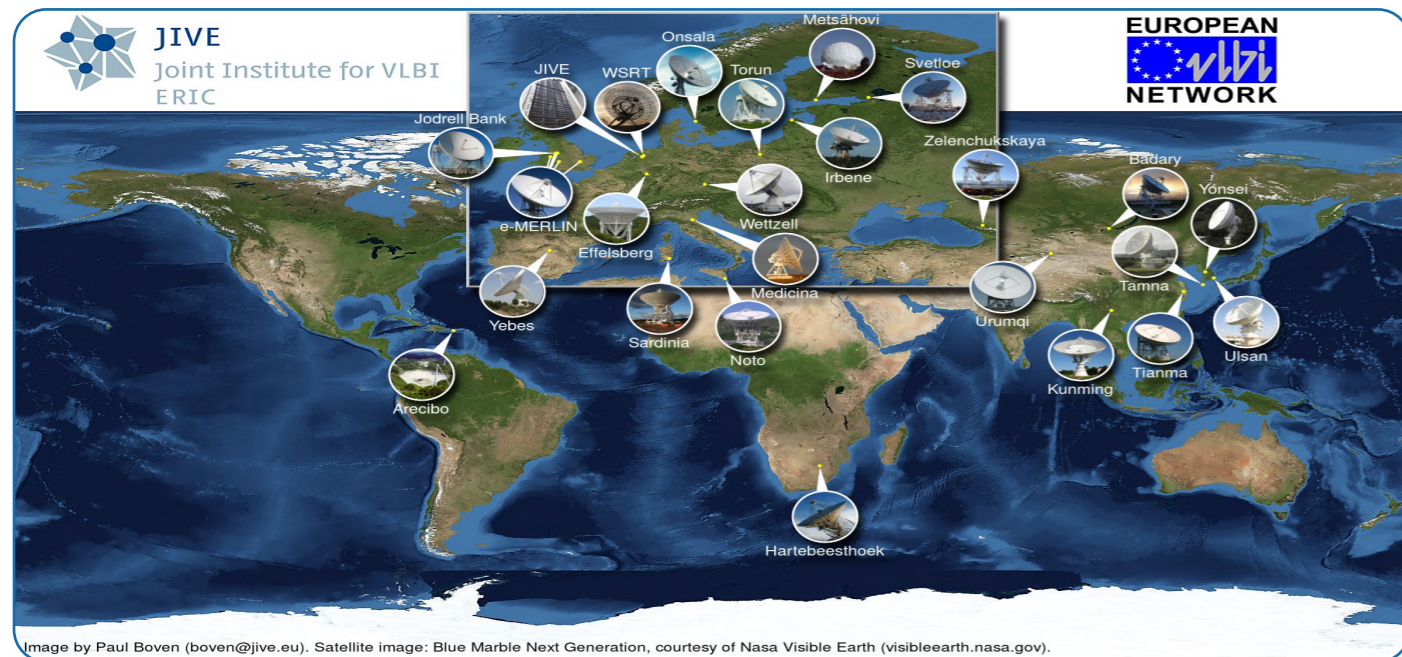 JIVE
Joint Institute for VLBI
ERIC
EUROPEAN
vlbi
NETWORK
Metsähovi
Onsala
JIVE
WSRT
Torun
Svetloe
Jodrell Bank
Zelenchukskaya
Badary
Irbene
Yonsei
e-MERLIN
Wettzell
Effelsberg
Tamna
Medicina
Urumqi
Yebes
Sardinia
Noto
Ulsan
Tianma
Kunming
Arecibo
Hartebeesthoek
Image by Paul Boven (boven@jive.eu). Satellite image: Blue Marble Next Generation, courtesy of Nasa Visible Earth (visibleearth.nasa.gov).